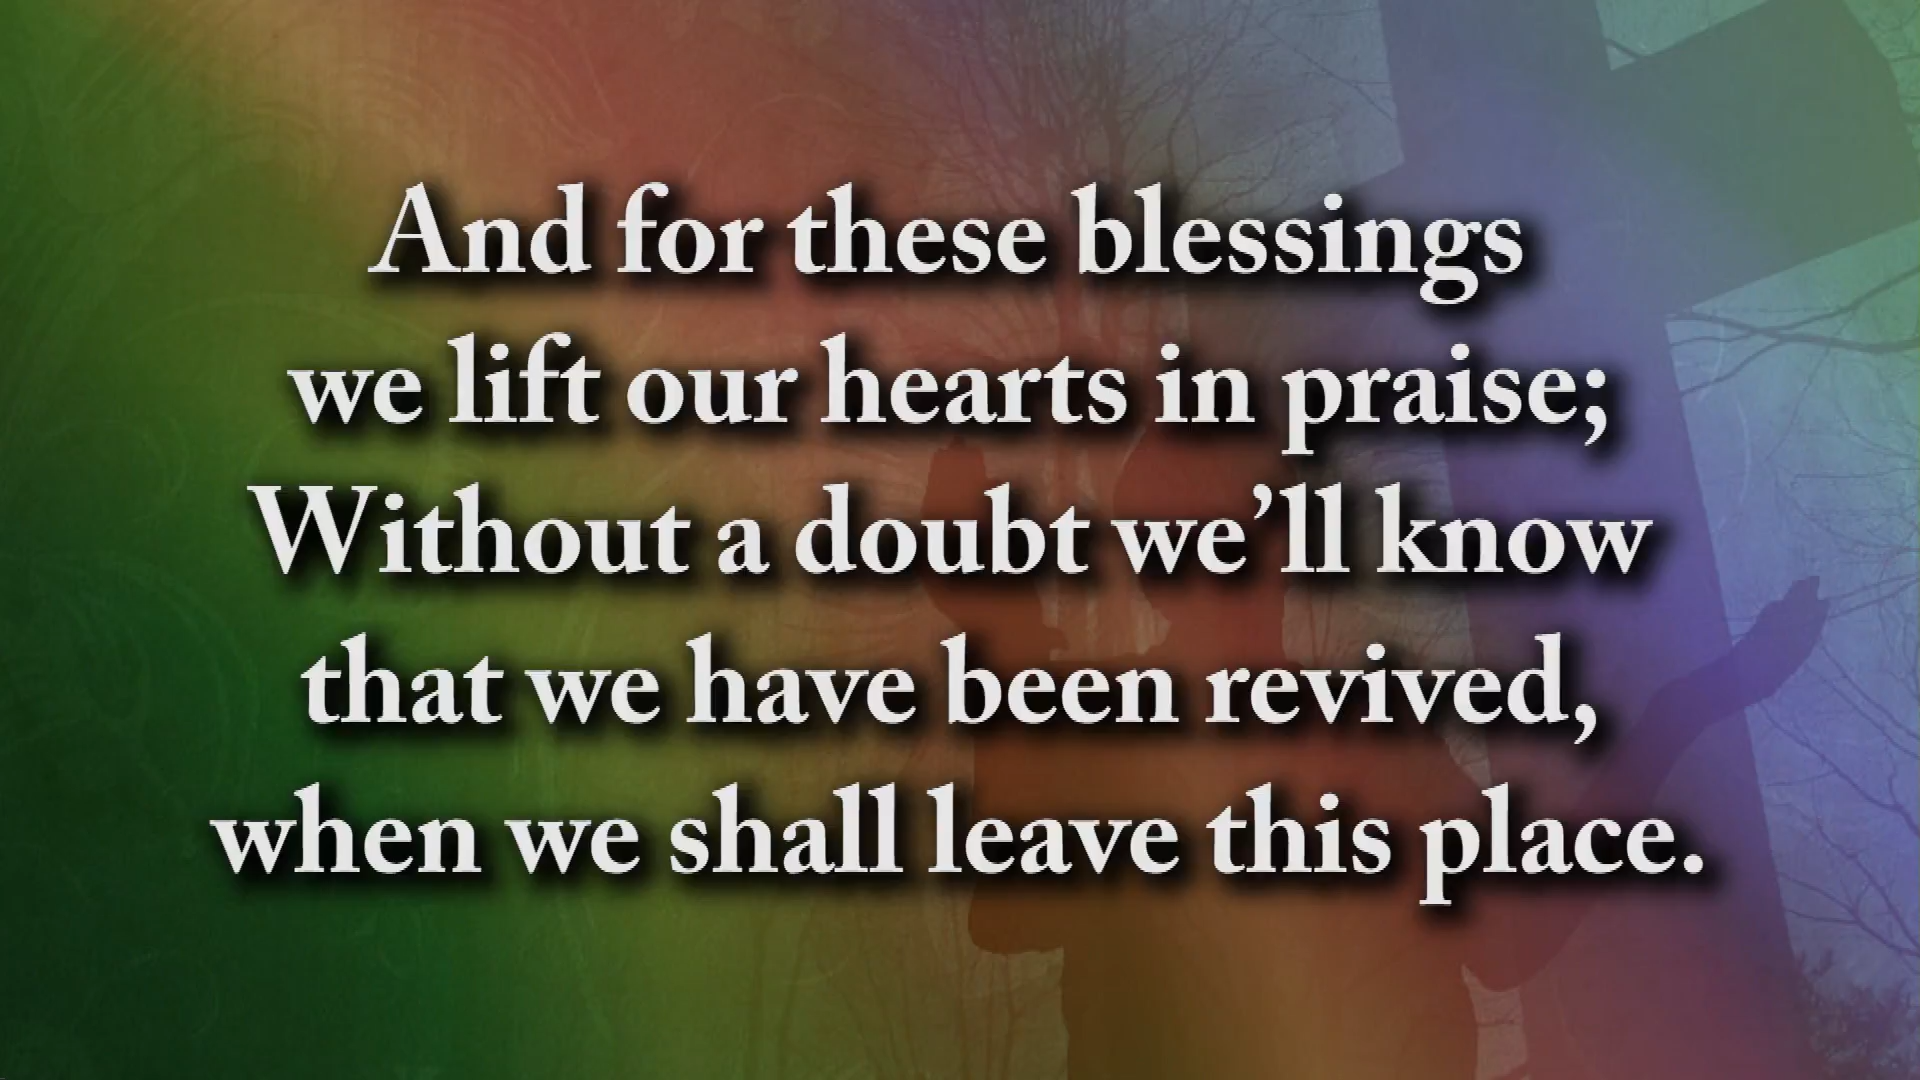 And for these blessings
we lift our hearts in praise;
Without a doubt we’ll know
that we have been revived,
when we shall leave this place.